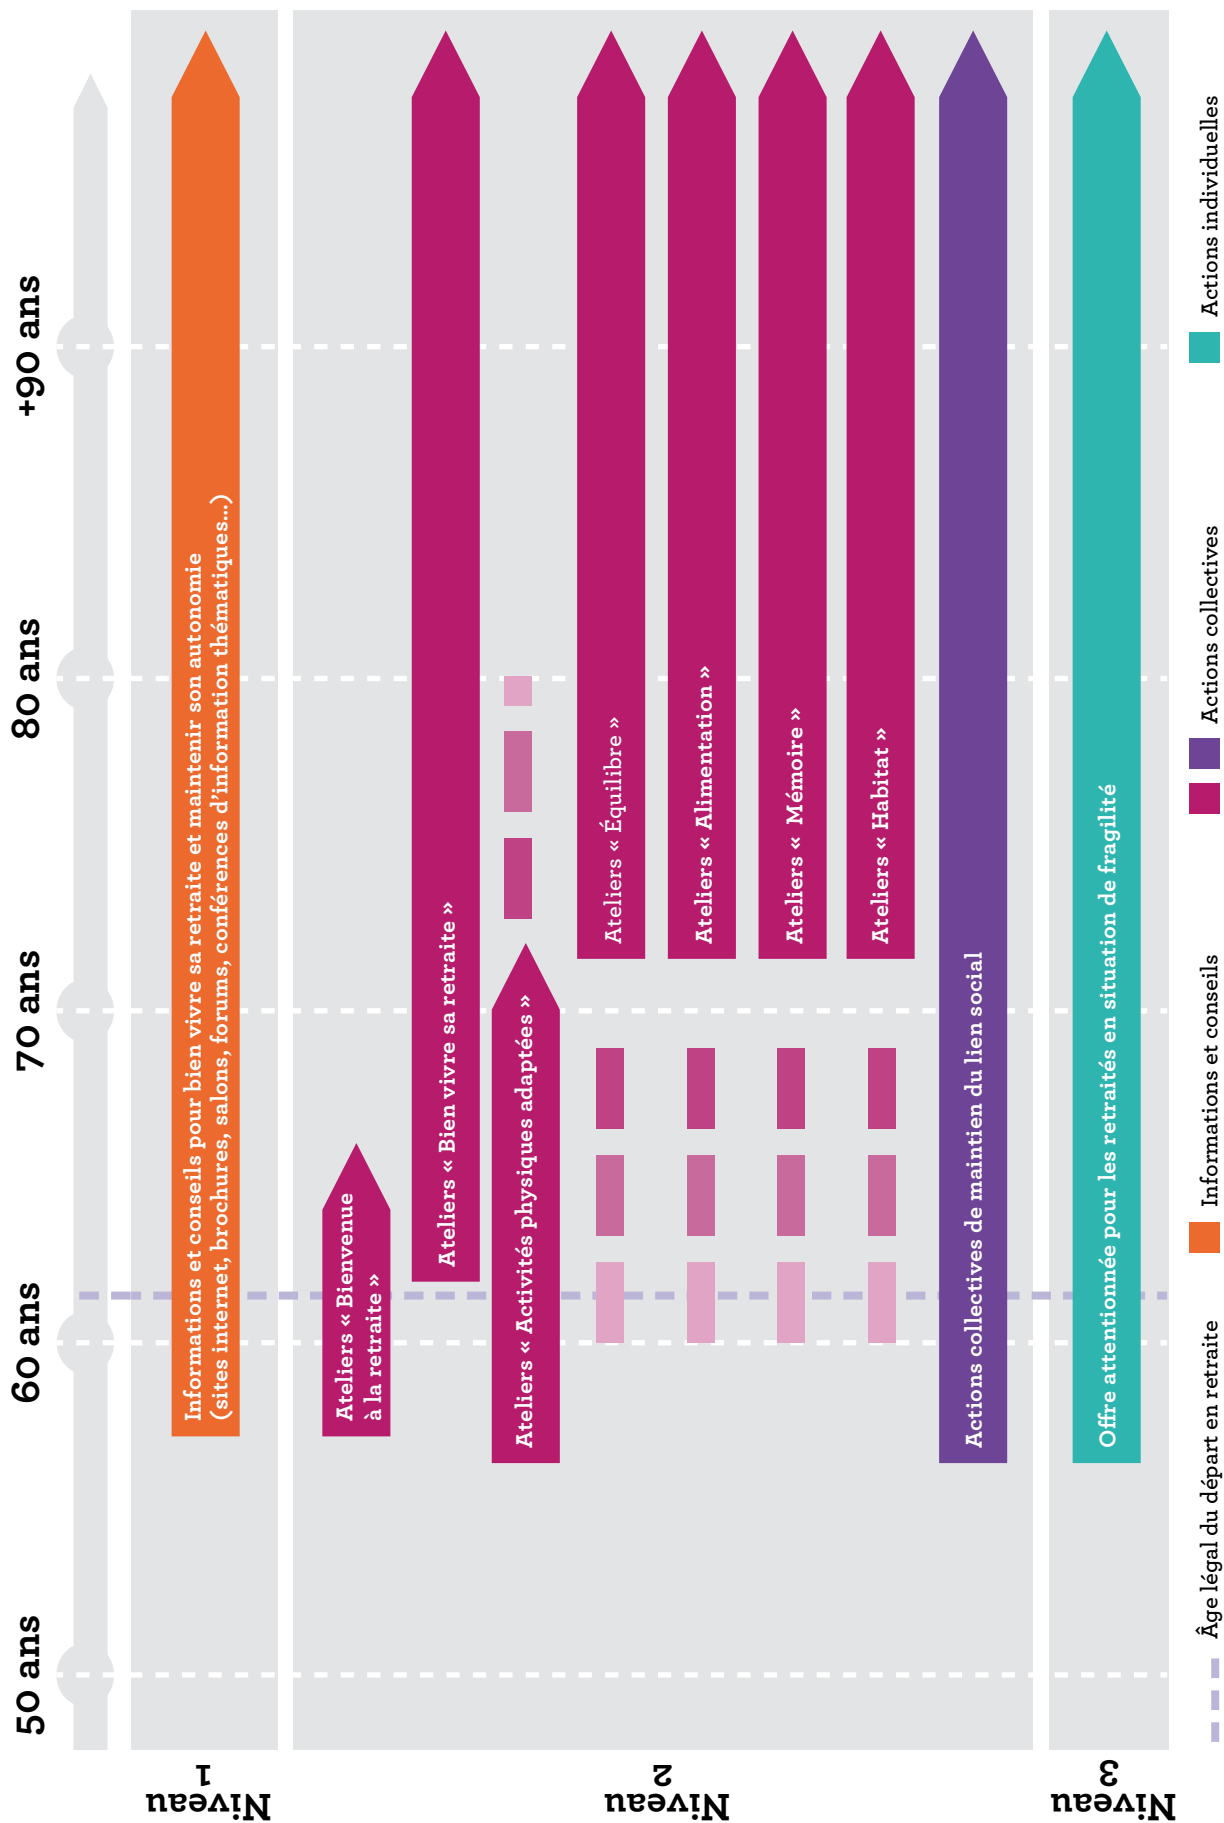 50 ans
60 ans
70 ans
80 ans
+90 ans
Niveau
1
Informations et conseils pour bien vivre sa retraite et maintenir son autonomie
(sites internet, brochures, salons, forums, conférences d'information thématiques...)
Niveau
2
Ateliers « Bienvenue
à la retraite »
Ateliers « Bien vivre sa retraite »
Ateliers « Activités physiques adaptées »
Ateliers « Équilibre »
Ateliers « Alimentation »
Ateliers « Mémoire »
Ateliers « Habitat »
Actions collectives de maintien du lien social
Niveau
3
Offre attentionnée pour les retraités en situation de fragilité
Âge légal du départ en retraite
Informations et conseils
Actions collectives
Actions individuelles